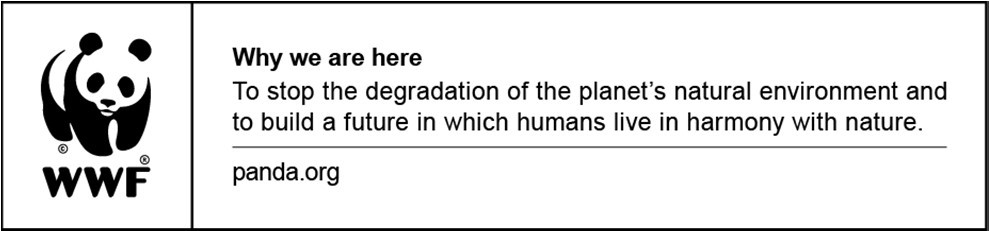 Why we are here
To stop the degradation of the planet’s natural environment and
to build a future in which humans live in harmony with nature.
©
®
WWF
panda.org